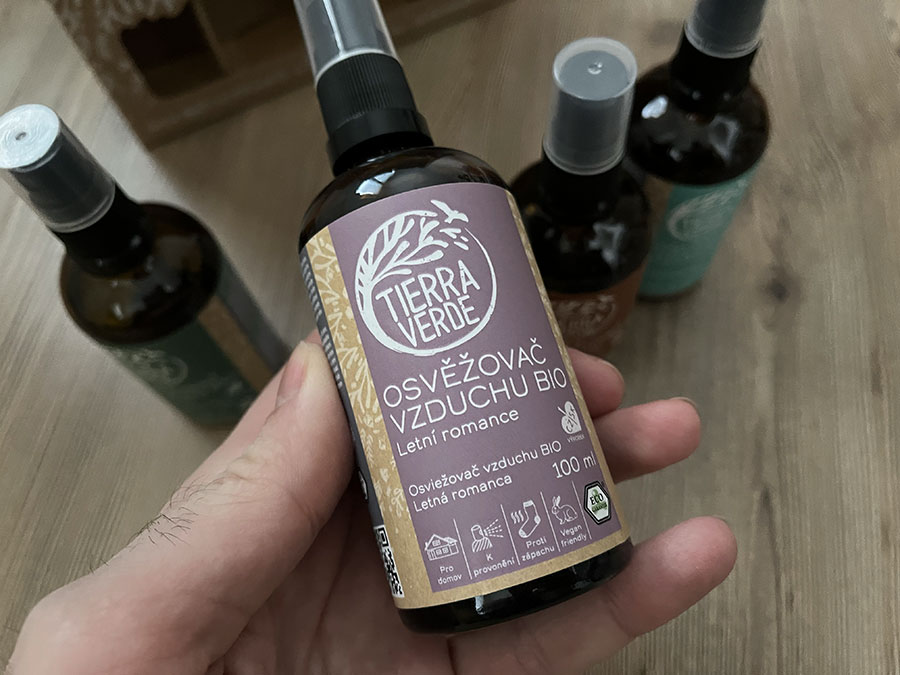 TIERRA
VERDE
OSVĚŽOVAČ
VZDUCHU BIO
Letní romance
Osviežovač vzduchu BIO
Letná romanca
100 ml
Pro
domov
K
provonění
Proti
zápachu
Vegan
friendly
ECO